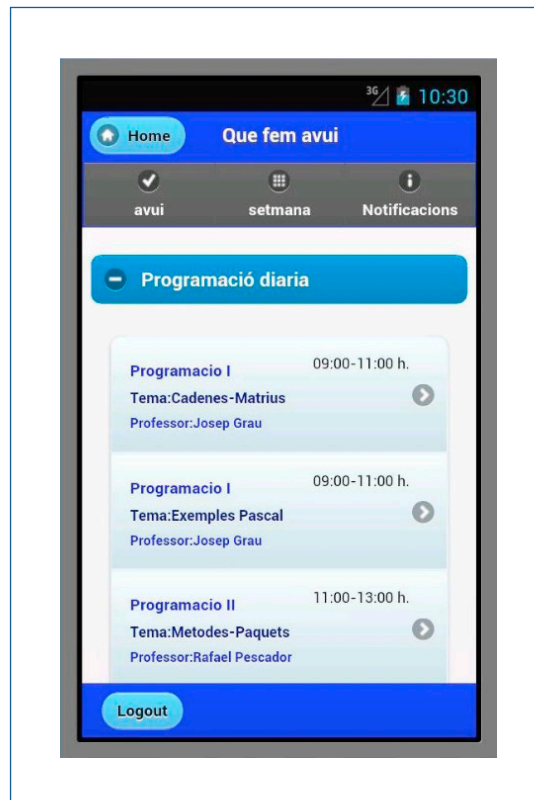 3G 10:30
Home Que fem avui
avui setmana Notificacions
Programació diaria
Programacio I 09:00-11:00 h.
Tema:Cadenes-Matrius
Professor:Josep Grau
Programacio I 09:00-11:00 h.
Tema:Exemples Pascal
Professor:Josep Grau
Programacio II 11:00-13:00 h.
Tema:Metodes-Paquets
Professor:Rafael Pescador
Logout